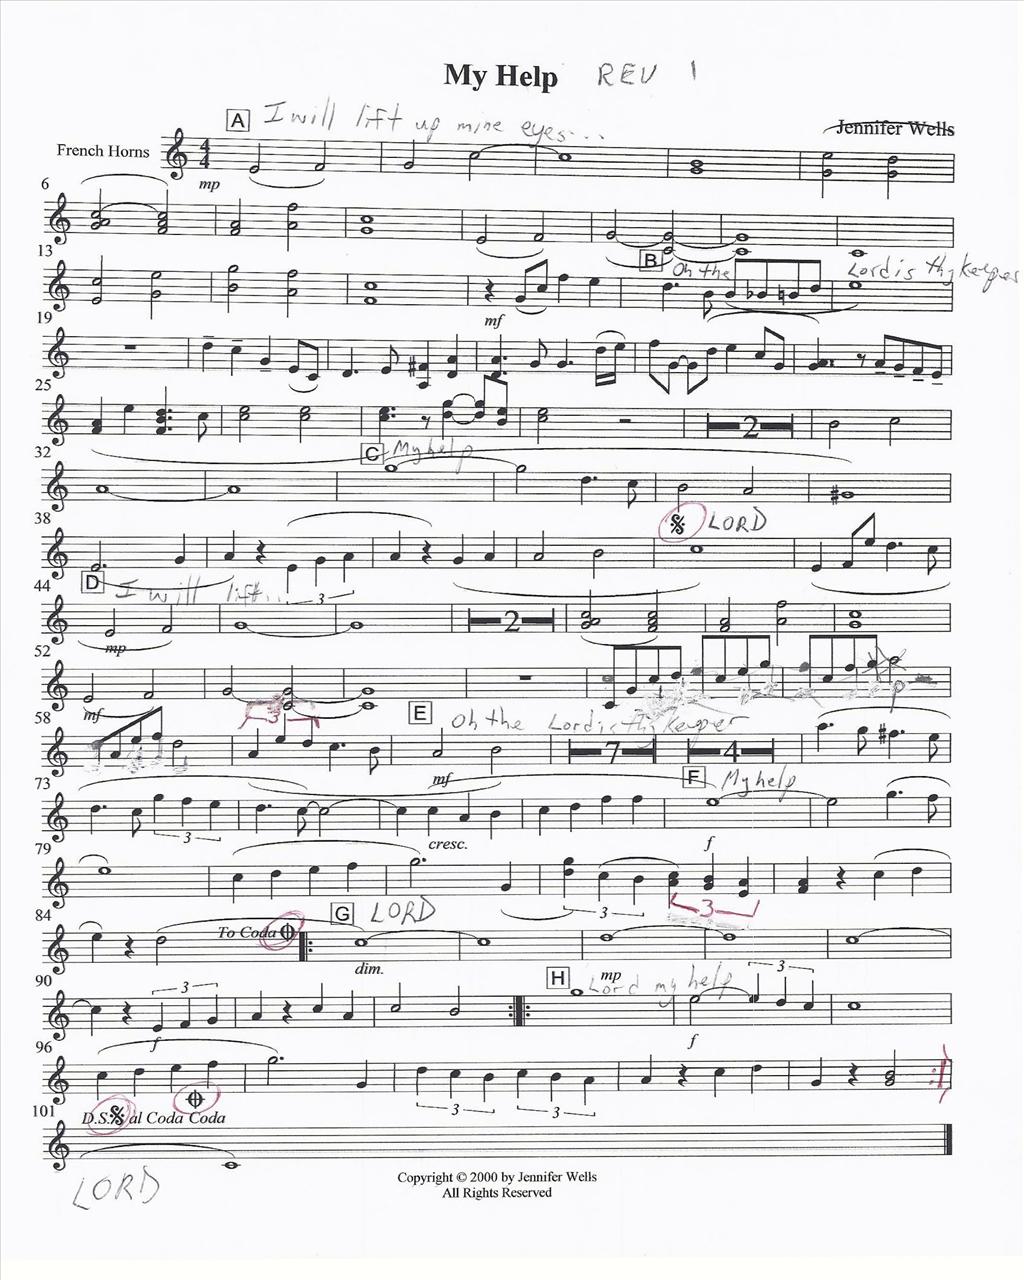 My Help REV 1
A I will lift up mine eyes...
Jennifer Wells
French Horns
4
4
mp
6
13
B Oh the Lord is thy keeper
mf
19
25
2
32
C My help
38
LORD
3
44
D I will lift...
2
mp
52
mf
3
58
E Oh the Lord is thy keeper
7
4
mf
73
F My help
3
cresc.
f
79
3
3
84
G LORD
To Coda
dim.
mp
90
H Lord my help
3
3
f
f
96
3
3
101
D.S. al Coda Coda
LORD
Copyright © 2000 by Jennifer Wells
All Rights Reserved